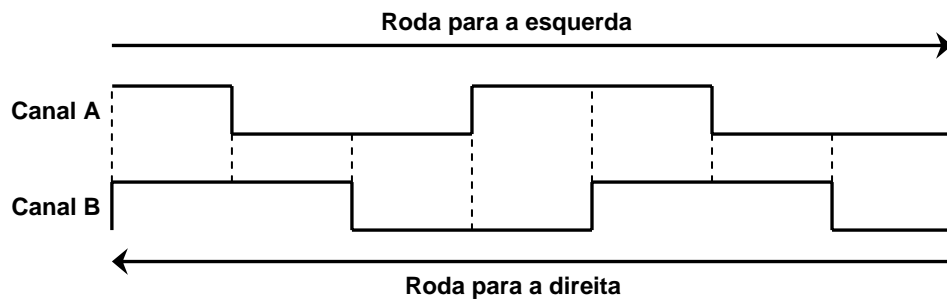 Roda para a esquerda
Canal A
Canal B
Roda para a direita